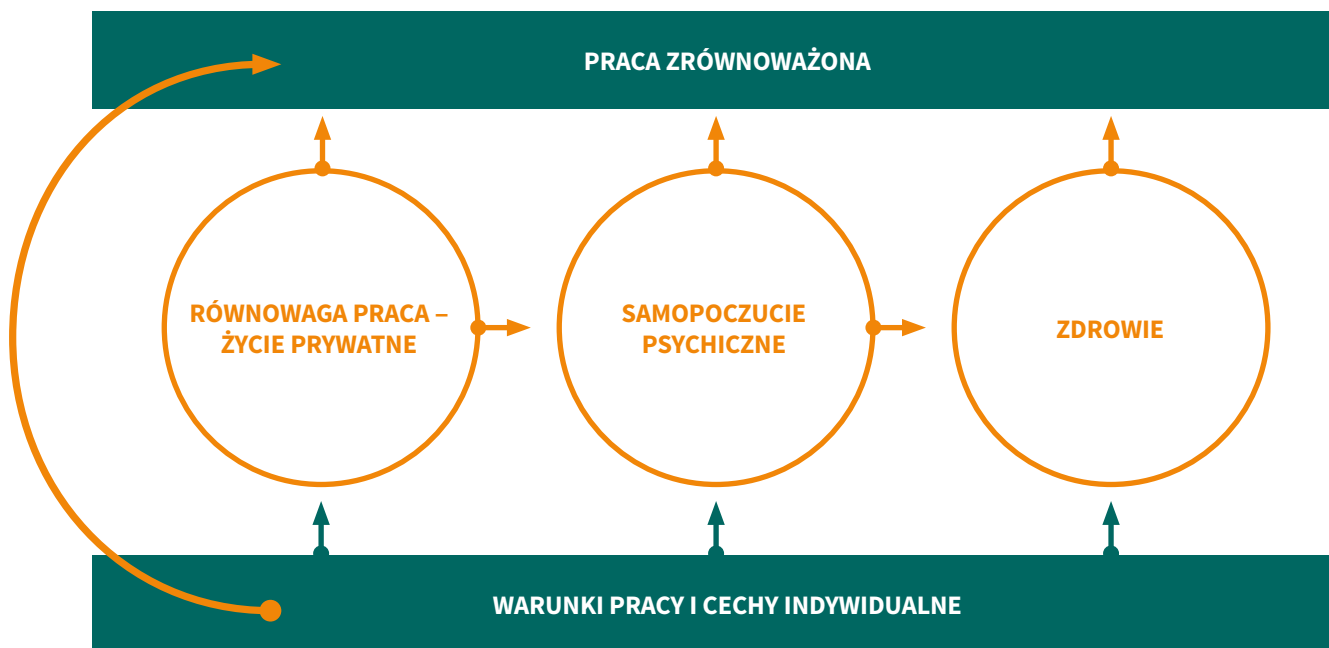 PRACA ZRÓWNOWAŻONA
RÓWNOWAGA PRACA –
ŻYCIE PRYWATNE
SAMOPOCZUCIE
PSYCHICZNE
ZDROWIE
WARUNKI PRACY I CECHY INDYWIDUALNE